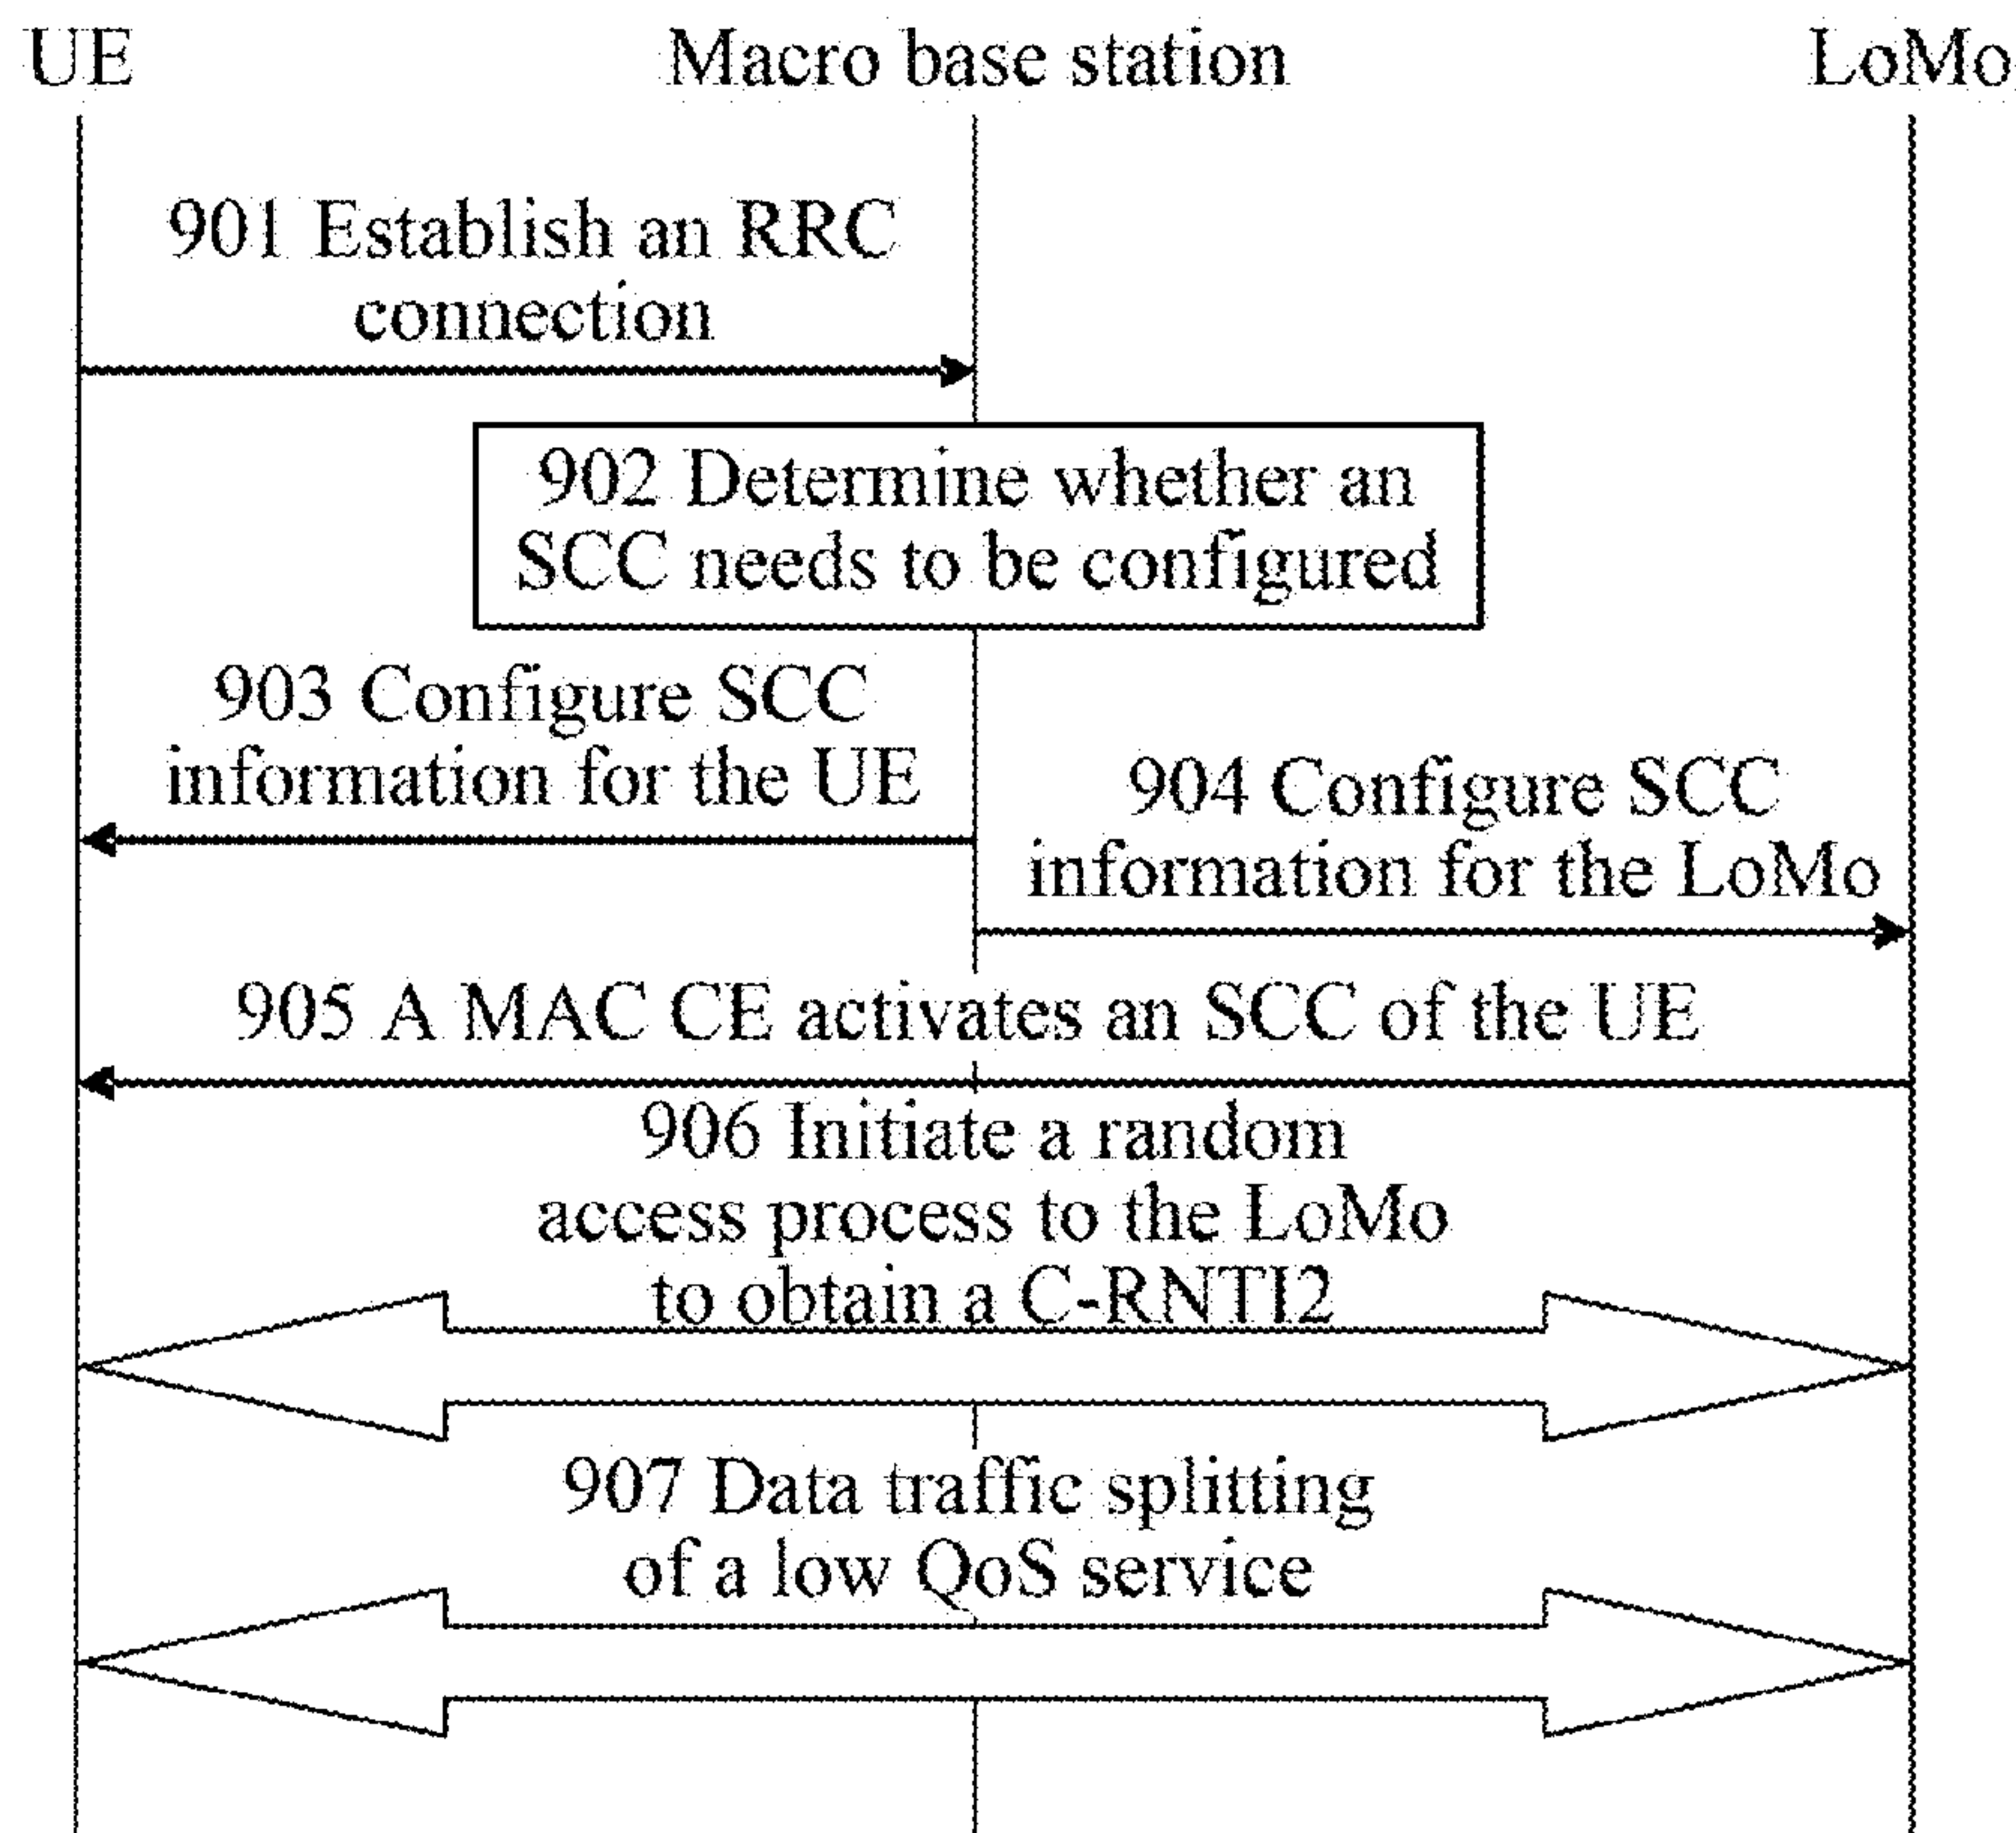 UE
Macro base station
LoMo
901 Establish an RRC
connection
902 Determine whether an
SCC needs to be configured
903 Configure SCC
information for the UE
904 Configure SCC
information for the LoMo
905 A MAC CE activates an SCC of the UE
906 Initiate a random
access process to the LoMo
to obtain a C-RNTI2
907 Data traffic splitting
of a low QoS service